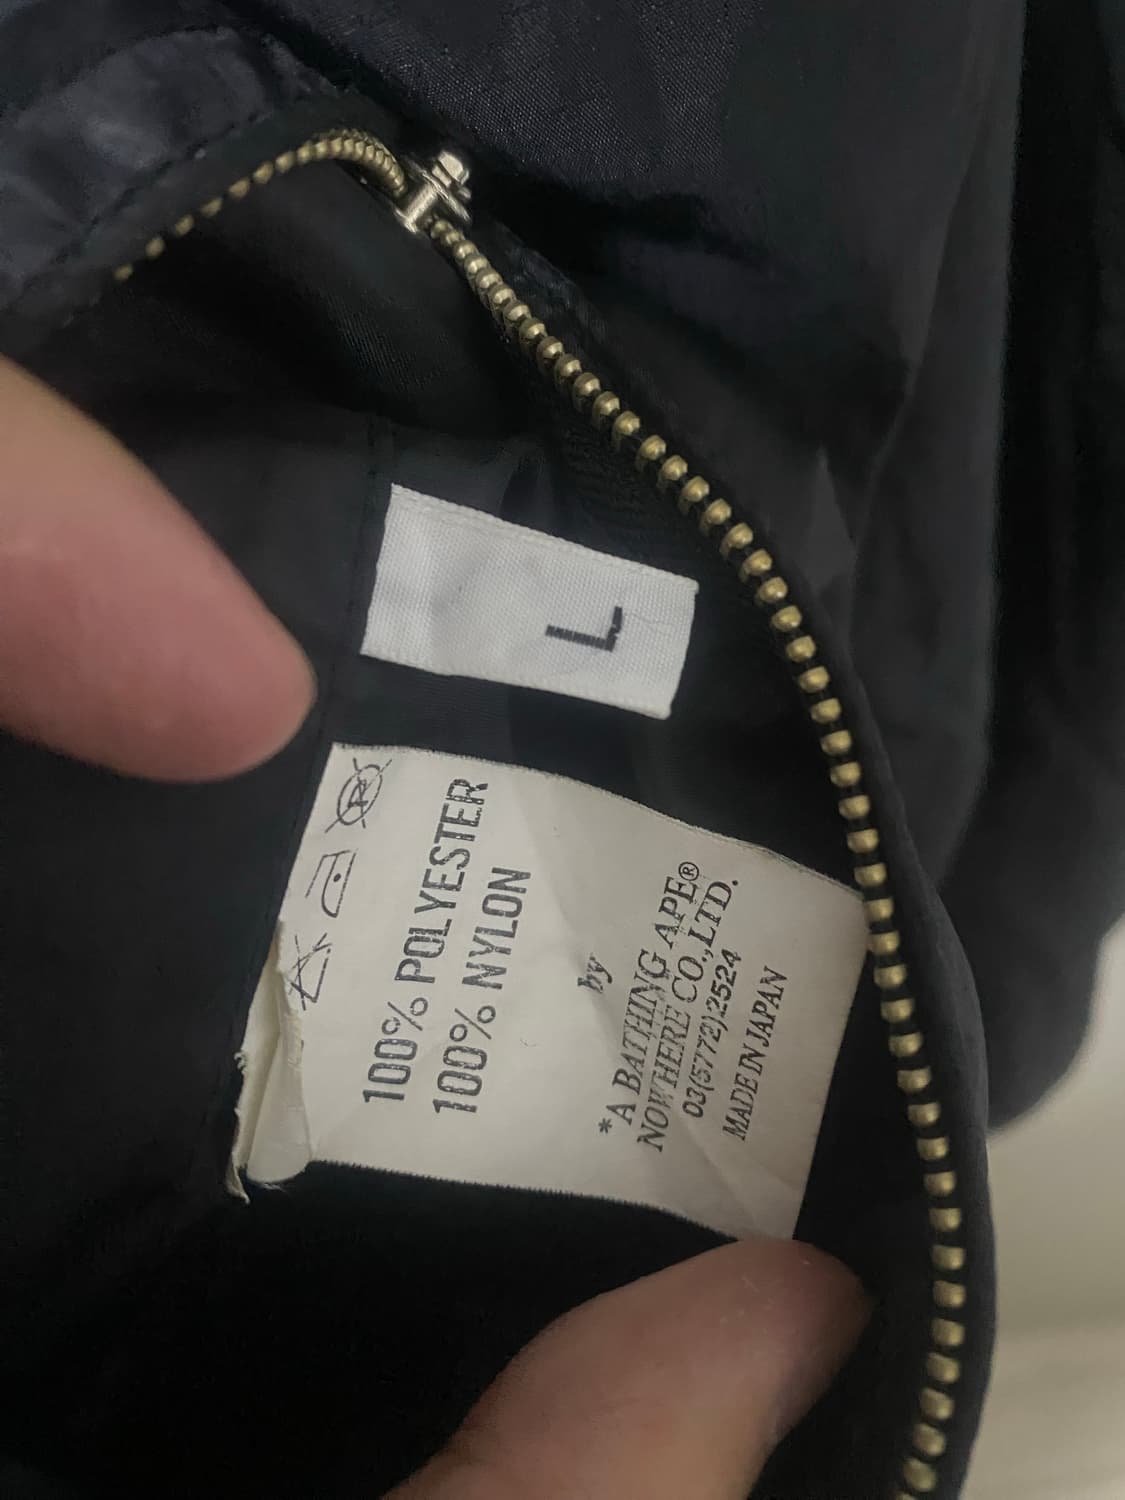 L
100% POLYESTER
100% NYLON
by
*A BATHING APE®
NOWHERE CO.,LTD.
03(5772)2524
MADE IN JAPAN